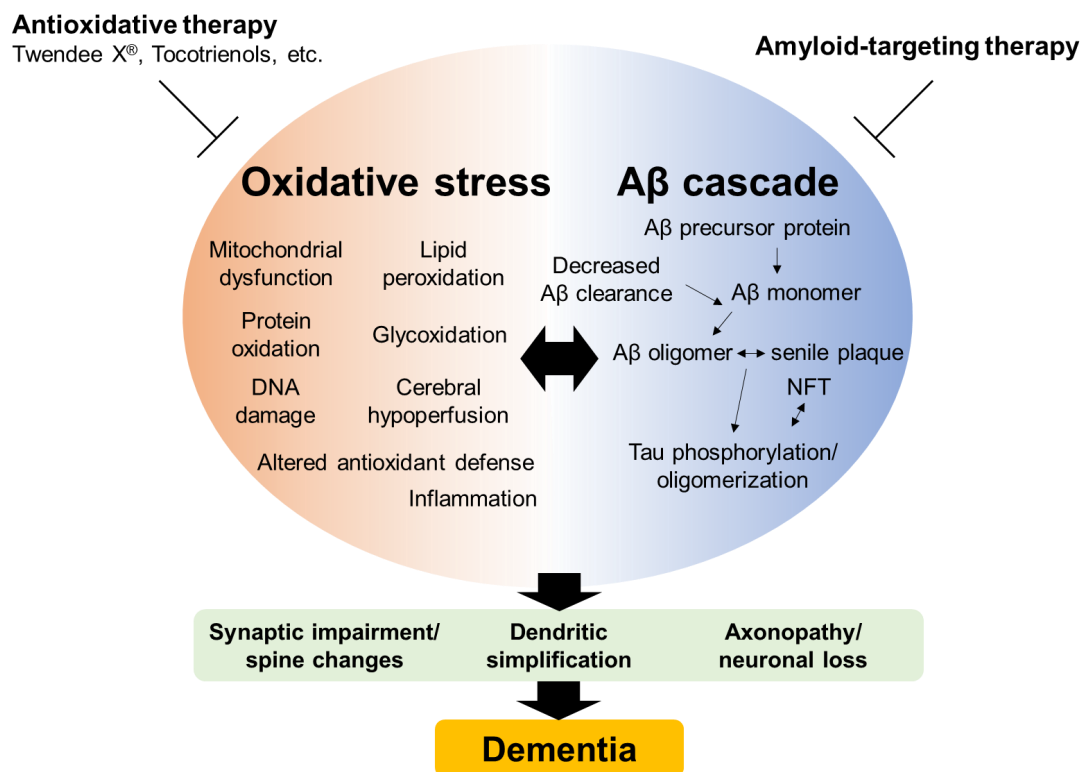 Antioxidative therapy
Twendee X®, Tocotrienols, etc.
Amyloid-targeting therapy
Oxidative stress
Mitochondrial
dysfunction
Lipid
peroxidation
Protein
oxidation
Glycoxidation
DNA
damage
Cerebral
hypoperfusion
Altered antioxidant defense
Inflammation
Aβ cascade
Aβ precursor protein
Decreased
Aβ clearance
Aβ monomer
Aβ oligomer
senile plaque
NFT
Tau phosphorylation/
oligomerization
Synaptic impairment/
spine changes
Dendritic
simplification
Axonopathy/
neuronal loss
Dementia